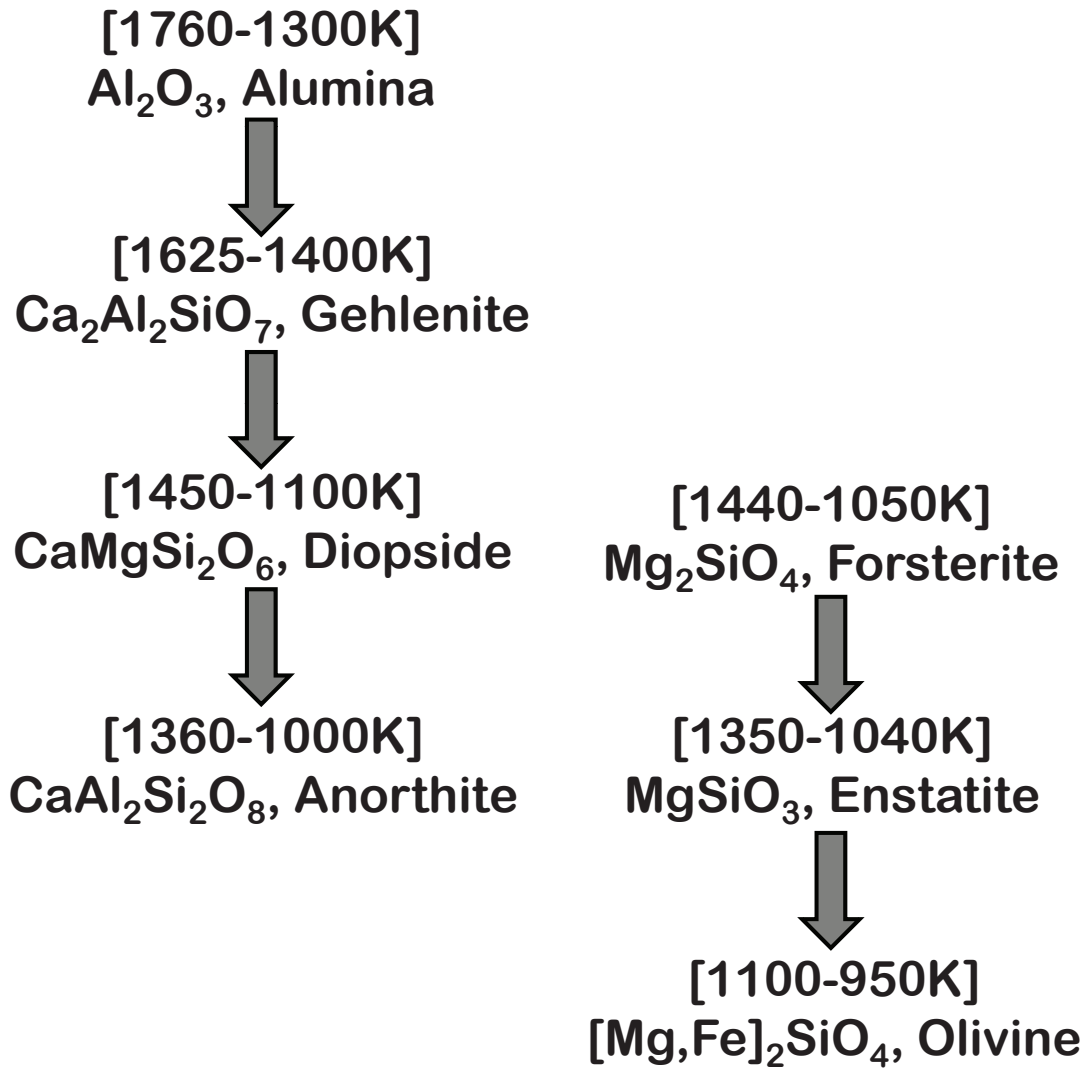 [1760-1300K]
Al₂O₃, Alumina
[1625-1400K]
Ca₂Al₂SiO₇, Gehlenite
[1450-1100K]
CaMgSi₂O₆, Diopside
[1360-1000K]
CaAl₂Si₂O₈, Anorthite
[1440-1050K]
Mg₂SiO₄, Forsterite
[1350-1040K]
MgSiO₃, Enstatite
[1100-950K]
[Mg,Fe]₂SiO₄, Olivine